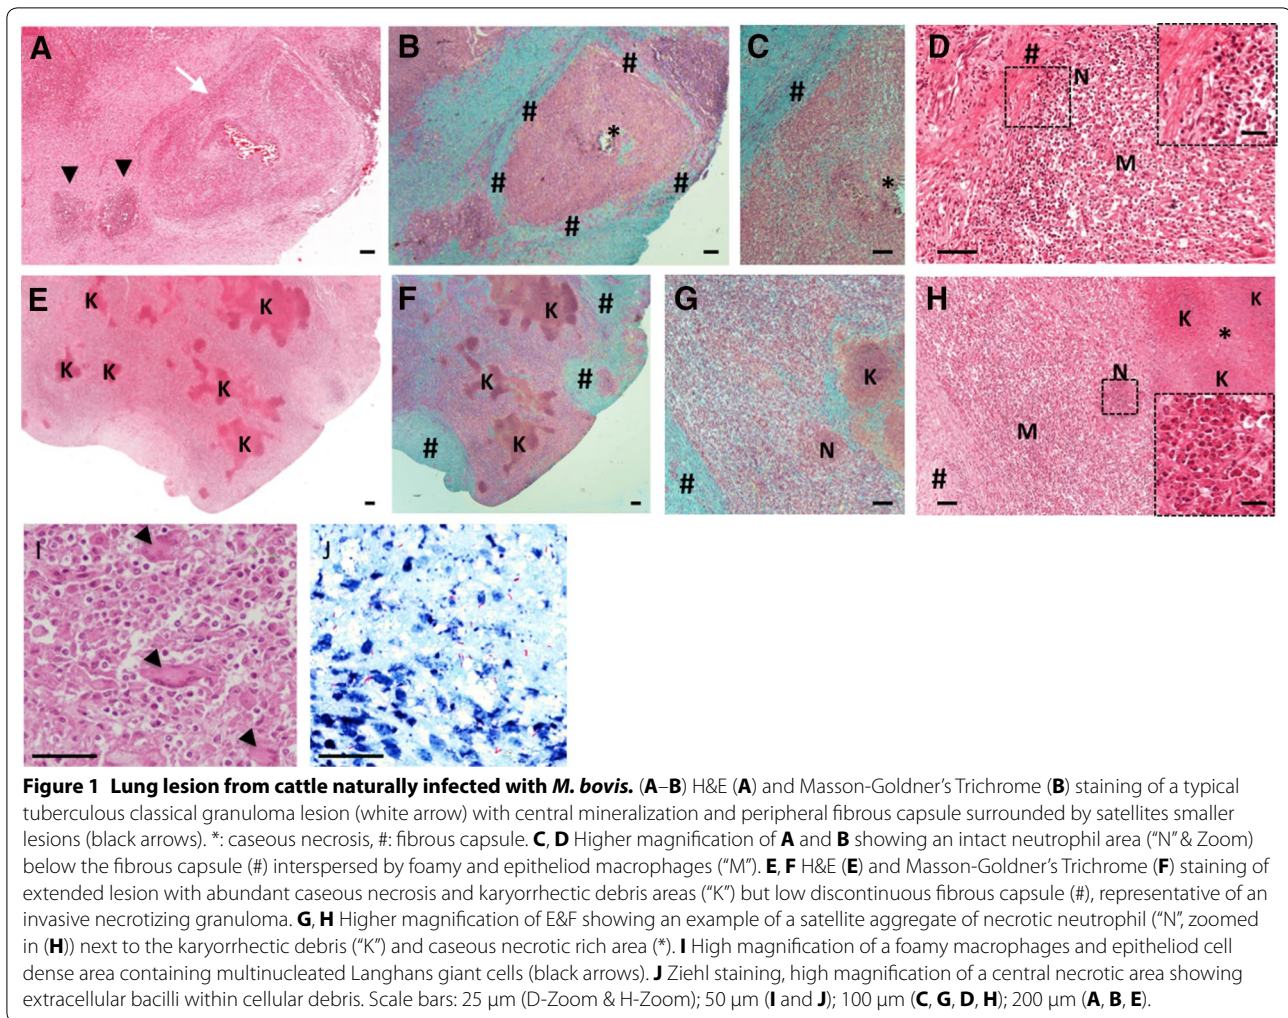 A
B
#
#
*
#
#
#
C
#
*
D
#
N
M
E
K
K
K
K
K
K
F
#
K
#
K
#
K
G
K
N
#
H
K
K
*
N
K
M
#
I
J
Figure 1 Lung lesion from cattle naturally infected with M. bovis. (A–B) H&E (A) and Masson-Goldner’s Trichrome (B) staining of a typical
tuberculous classical granuloma lesion (white arrow) with central mineralization and peripheral fibrous capsule surrounded by satellites smaller
lesions (black arrows). *: caseous necrosis, #: fibrous capsule. C, D Higher magnification of A and B showing an intact neutrophil area (“N” & Zoom)
below the fibrous capsule (#) interspersed by foamy and epitheliod macrophages (“M”). E, F H&E (E) and Masson-Goldner’s Trichrome (F) staining of
extended lesion with abundant caseous necrosis and karyorrhectic debris areas (“K”) but low discontinuous fibrous capsule (#), representative of an
invasive necrotizing granuloma. G, H Higher magnification of E&F showing an example of a satellite aggregate of necrotic neutrophil (“N”, zoomed
in (H)) next to the karyorrhectic debris (“K”) and caseous necrotic rich area (*). I High magnification of a foamy macrophages and epitheliod cell
dense area containing multinucleated Langhans giant cells (black arrows). J Ziehl staining, high magnification of a central necrotic area showing
extracellular bacilli within cellular debris. Scale bars: 25 µm (D-Zoom & H-Zoom); 50 µm (I and J); 100 µm (C, G, D, H); 200 µm (A, B, E).